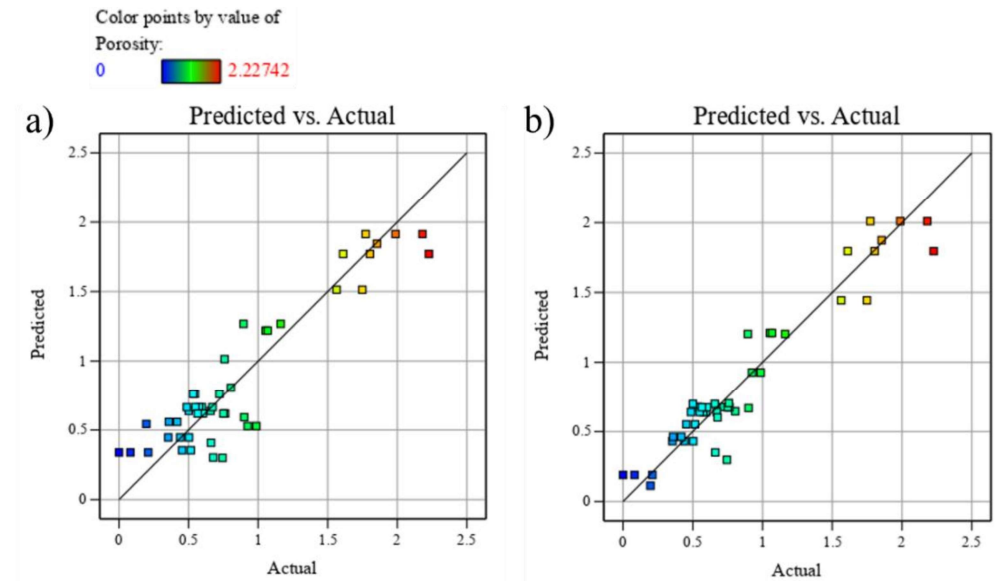 Color points by value of
Porosity:
0 2.22742
a) Predicted vs. Actual
2.5
2
1.5
1
0.5
0
Predicted
0 0.5 1 1.5 2 2.5
Actual
b) Predicted vs. Actual
2.5
2
1.5
1
0.5
0
Predicted
0 0.5 1 1.5 2 2.5
Actual